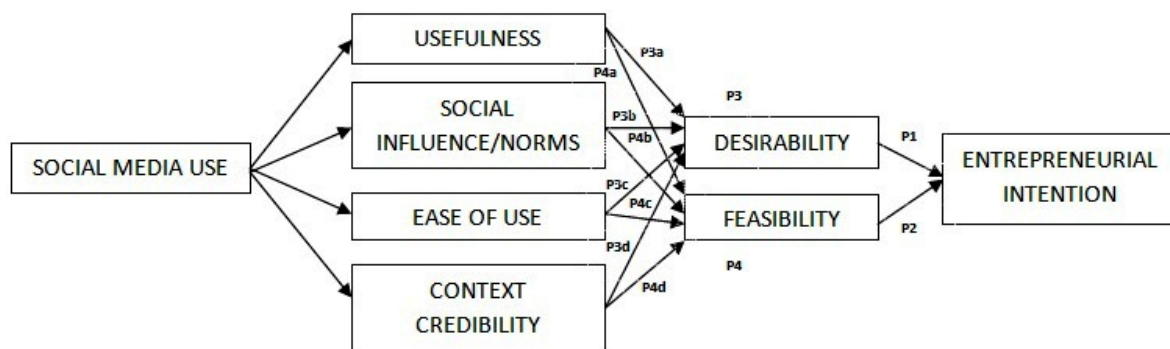 SOCIAL MEDIA USE
USEFULNESS
SOCIAL
INFLUENCE/NORMS
EASE OF USE
CONTEXT
CREDIBILITY
P3a
P4a
P3b
P4b
P3c
P4c
P3d
P4d
P3
DESIRABILITY
FEASIBILITY
P4
P1
P2
ENTREPRENEURIAL
INTENTION